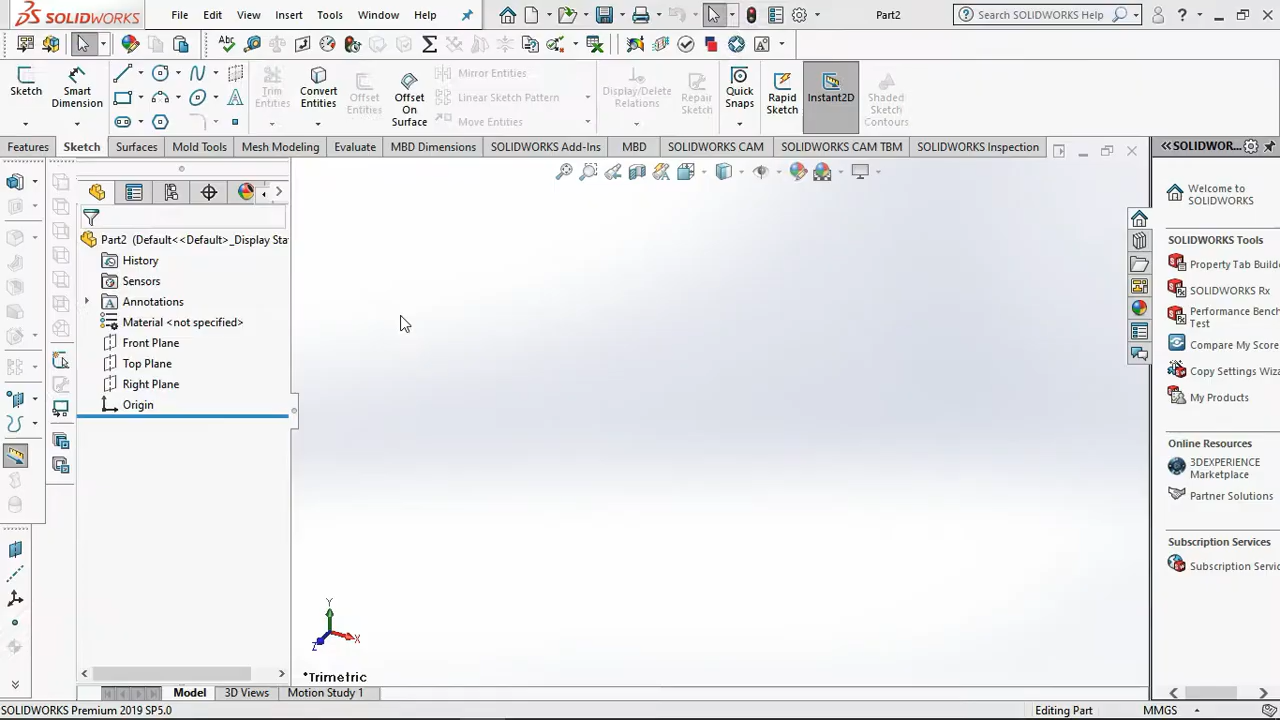 SOLIDWORKS File Edit View Insert Tools Window Help Part2 Search SOLIDWORKS Help
Sketch Smart Dimension Trim Entities Convert Entities Offset Entities Offset On Surface Mirror Entities Linear Sketch Pattern Move Entities Display/Delete Relations Repair Sketch Quick Snaps Rapid Sketch Instant2D Shaded Sketch Contours
Features Sketch Surfaces Mold Tools Mesh Modeling Evaluate MBD Dimensions SOLIDWORKS Add-Ins MBD SOLIDWORKS CAM SOLIDWORKS CAM TBM SOLIDWORKS Inspection
SOLIDWOR...
Part2 (Default<<Default>_Display Sta
History
Sensors
Annotations
Material <not specified>
Front Plane
Top Plane
Right Plane
Origin
Welcome to
SOLIDWORKS
SOLIDWORKS Tools
Property Tab Builde
SOLIDWORKS Rx
Performance Bench
Test
Compare My Score
Copy Settings Wiza
My Products
Online Resources
3DEXPERIENCE
Marketplace
Partner Solutions
Subscription Services
Subscription Servic
Y
X
Z
*Trimetric
Model 3D Views Motion Study 1
SOLIDWORKS Premium 2019 SP5.0 Editing Part MMGS